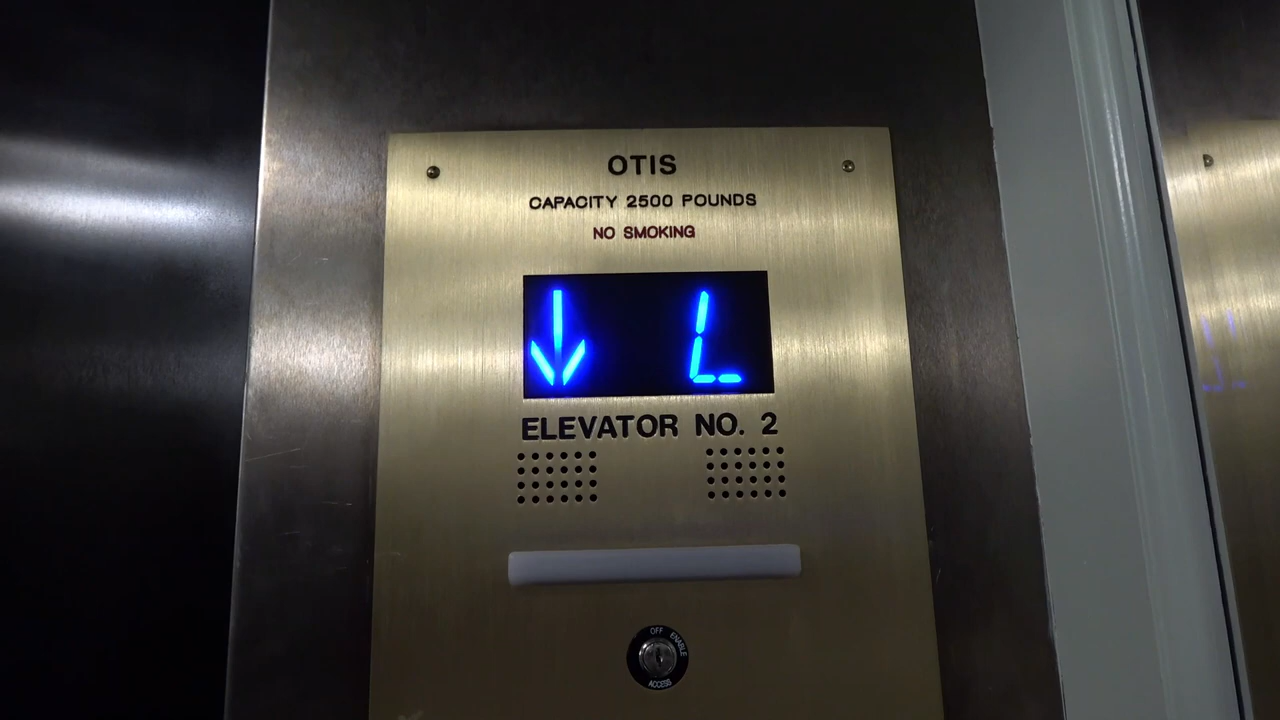 OTIS
CAPACITY 2500 POUNDS
NO SMOKING
↓ L
ELEVATOR NO. 2
OFF ENABLE
ACCESS